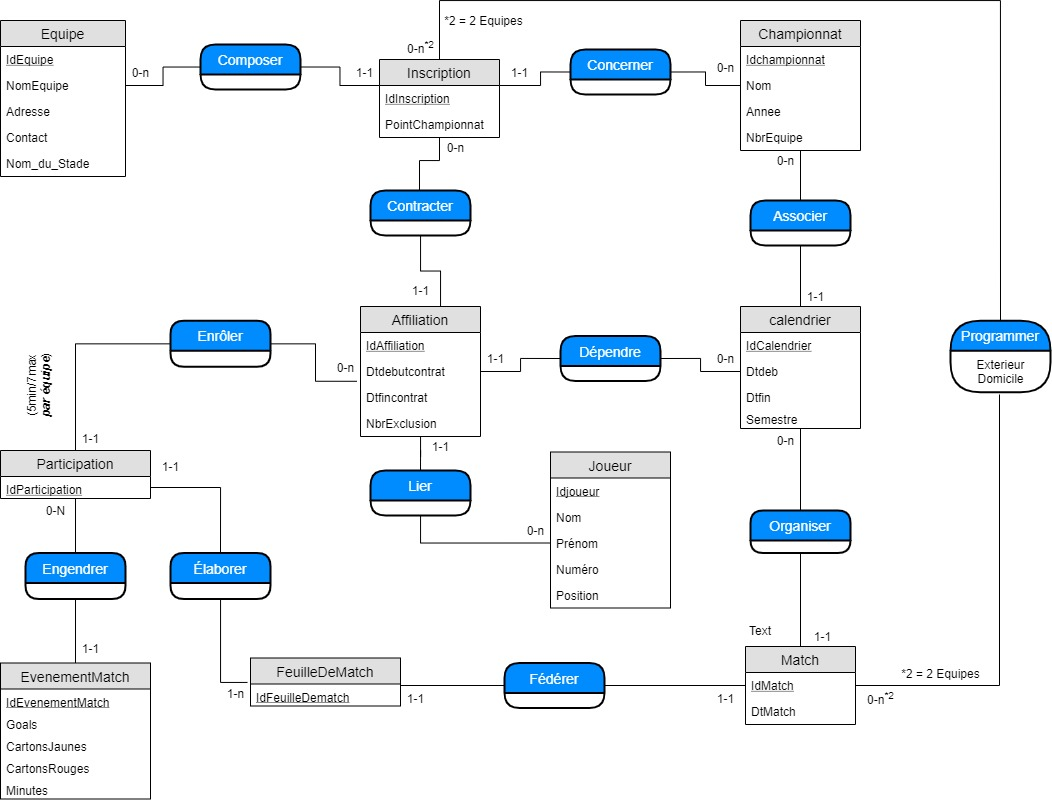 *2 = 2 Equipes
Equipe
IdEquipe
NomEquipe
Adresse
Contact
Nom_du_Stade
0-n
Composer
1-1
0-n*2
Inscription
IdInscription
PointChampionnat
1-1
Concerner
0-n
Championnat
Idchampionnat
Nom
Annee
NbrEquipe
0-n
0-n
Contracter
Associer
1-1
1-1
Enrôler
0-n
Affiliation
IdAffiliation
Dtdebutcontrat
Dtfincontrat
NbrExclusion
1-1
Dépendre
0-n
calendrier
IdCalendrier
Dtdeb
Dtfin
Semestre
Programmer
Exterieur
Domicile
(5min/7max
par équipe)
1-1
1-1
0-n
Participation
IdParticipation
1-1
Lier
0-n
Joueur
Idjoueur
Nom
Prénom
Numéro
Position
0-N
Organiser
Engendrer
Élaborer
1-1
Text
1-1
EvenementMatch
IdEvenementMatch
Goals
CartonsJaunes
CartonsRouges
Minutes
1-n
FeuilleDeMatch
IdFeuilleDematch
1-1
Fédérer
1-1
Match
IdMatch
DtMatch
*2 = 2 Equipes
0-n*2